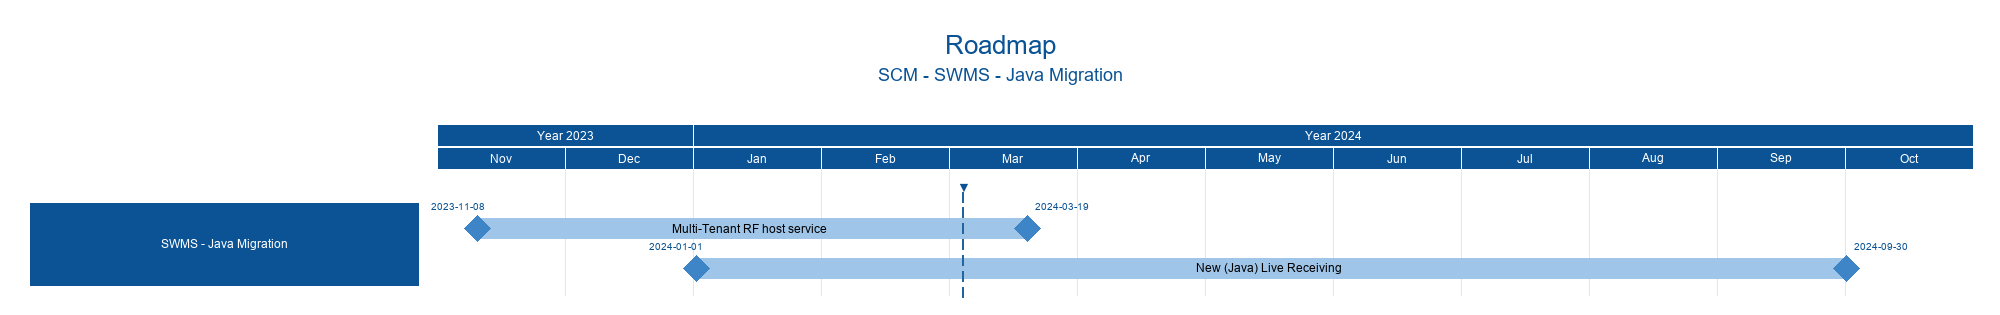 Roadmap
SCM - SWMS - Java Migration
Year 2023 Year 2024
Nov Dec Jan Feb Mar Apr May Jun Jul Aug Sep Oct
2023-11-08 2024-03-19
Multi-Tenant RF host service
SWMS - Java Migration
2024-01-01 2024-09-30
New (Java) Live Receiving